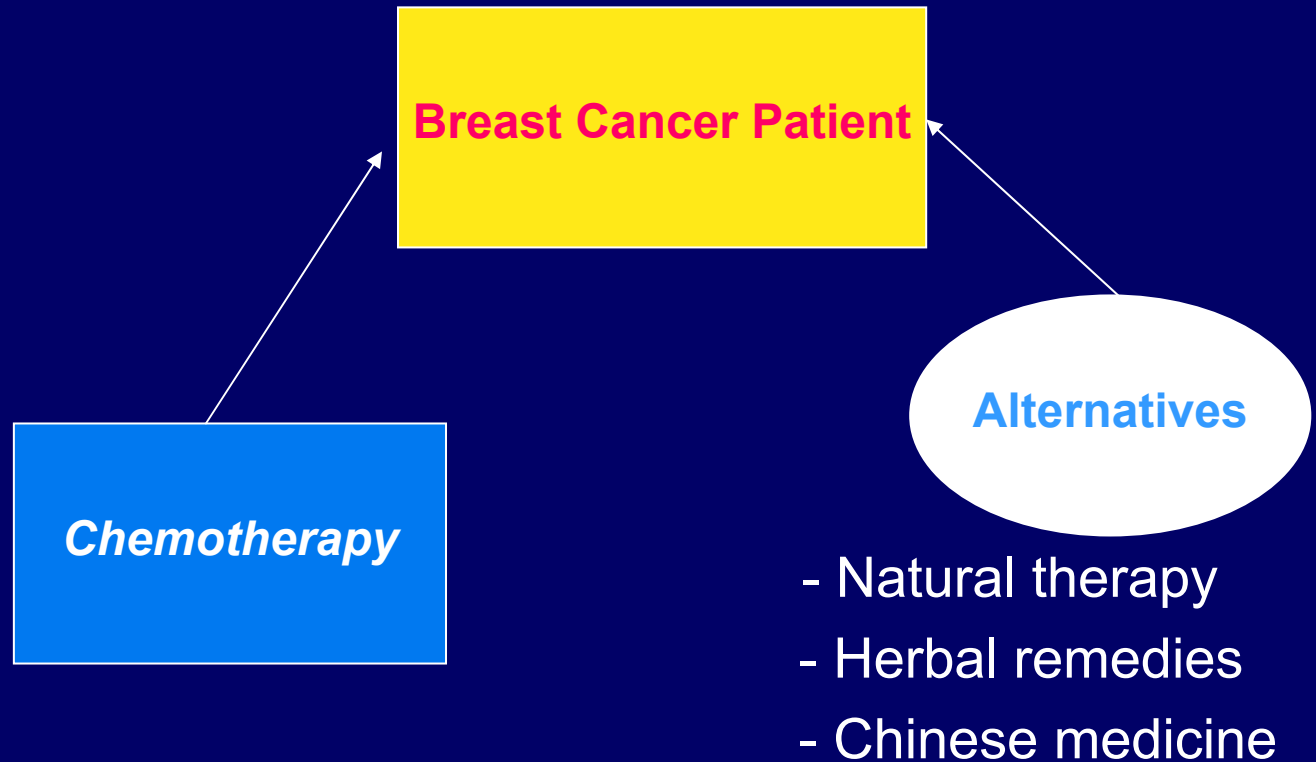 Breast Cancer Patient
Alternatives
Chemotherapy
- Natural therapy
- Herbal remedies
- Chinese medicine